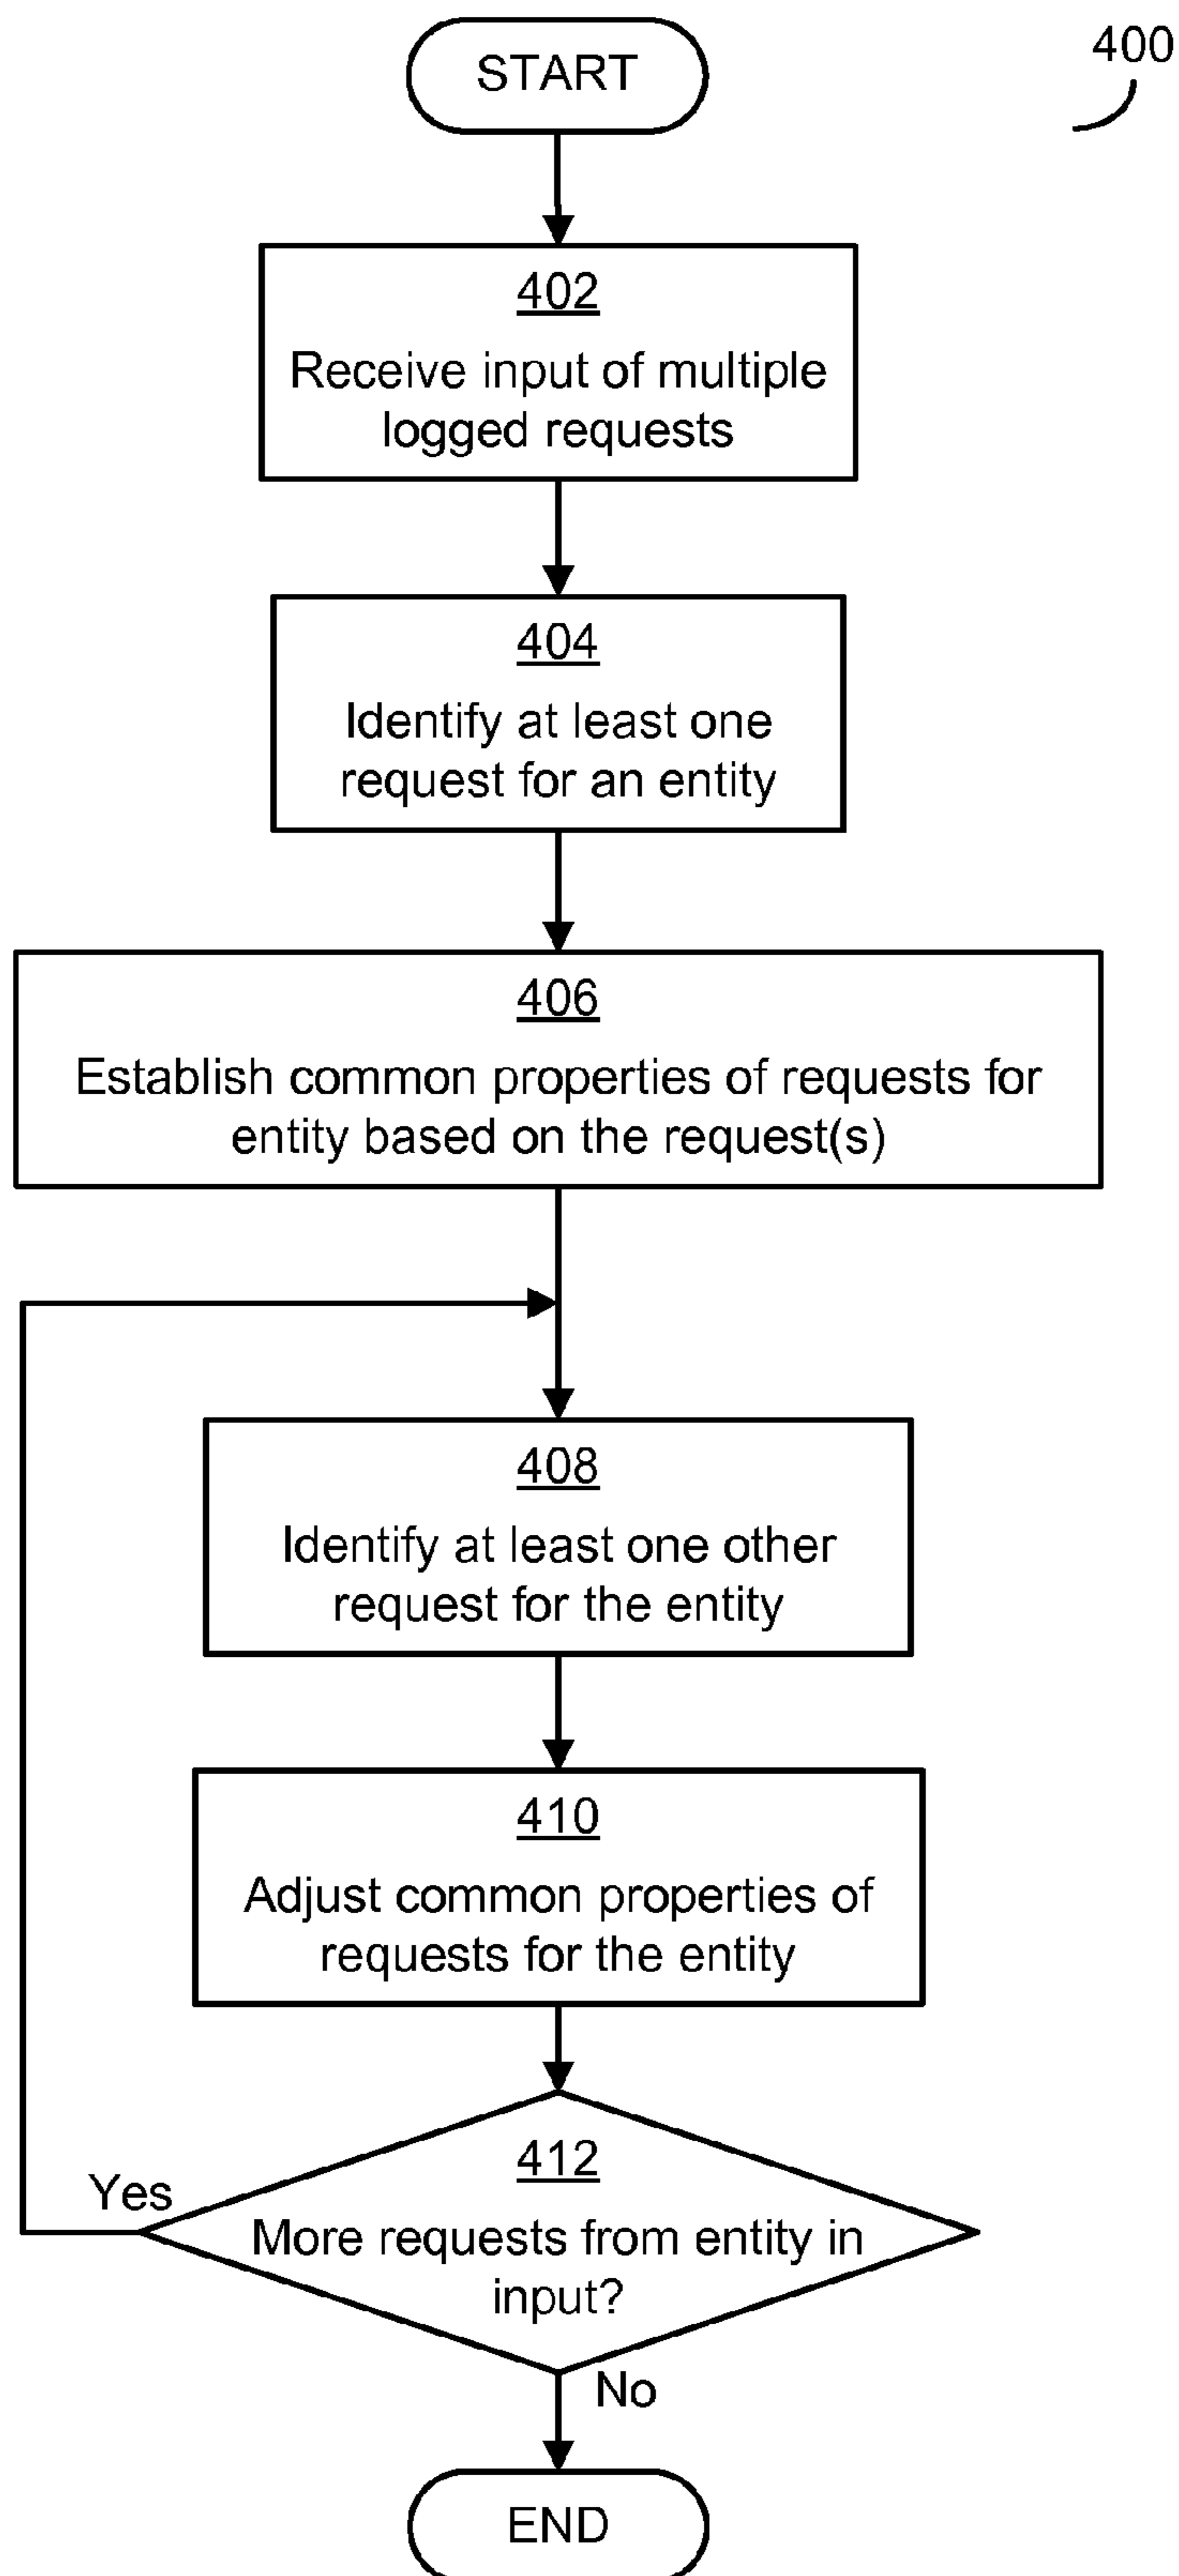 START
400
402
Receive input of multiple
logged requests
404
Identify at least one
request for an entity
406
Establish common properties of requests for
entity based on the request(s)
408
Identify at least one other
request for the entity
410
Adjust common properties of
requests for the entity
412
Yes
More requests from entity in
input?
No
END